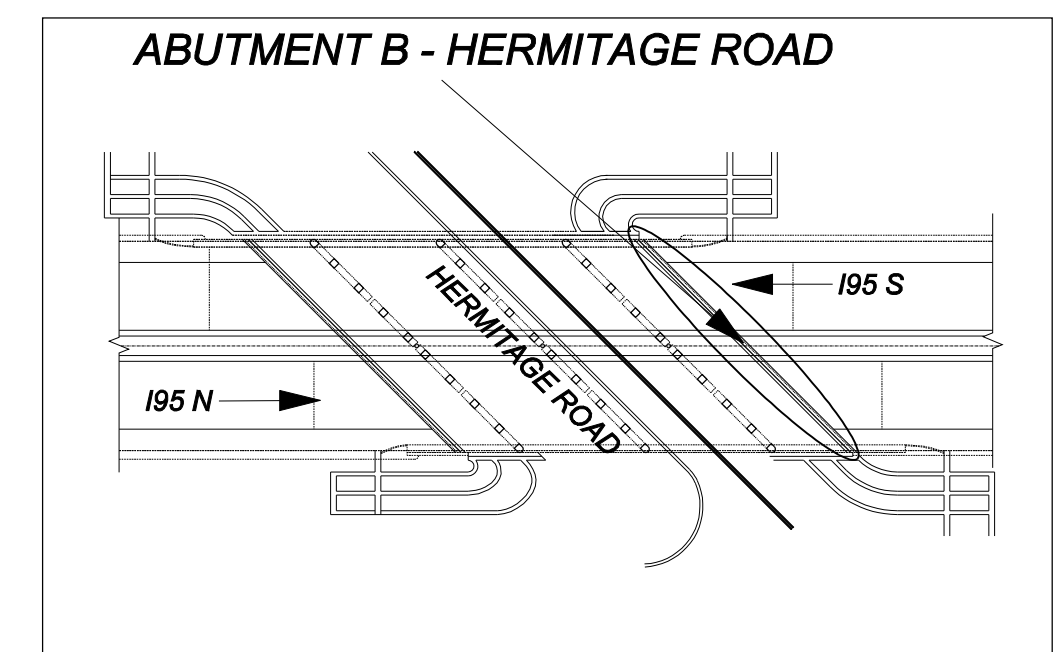 ABUTMENT B - HERMITAGE ROAD
I95 S
HERMITAGE ROAD
I95 N